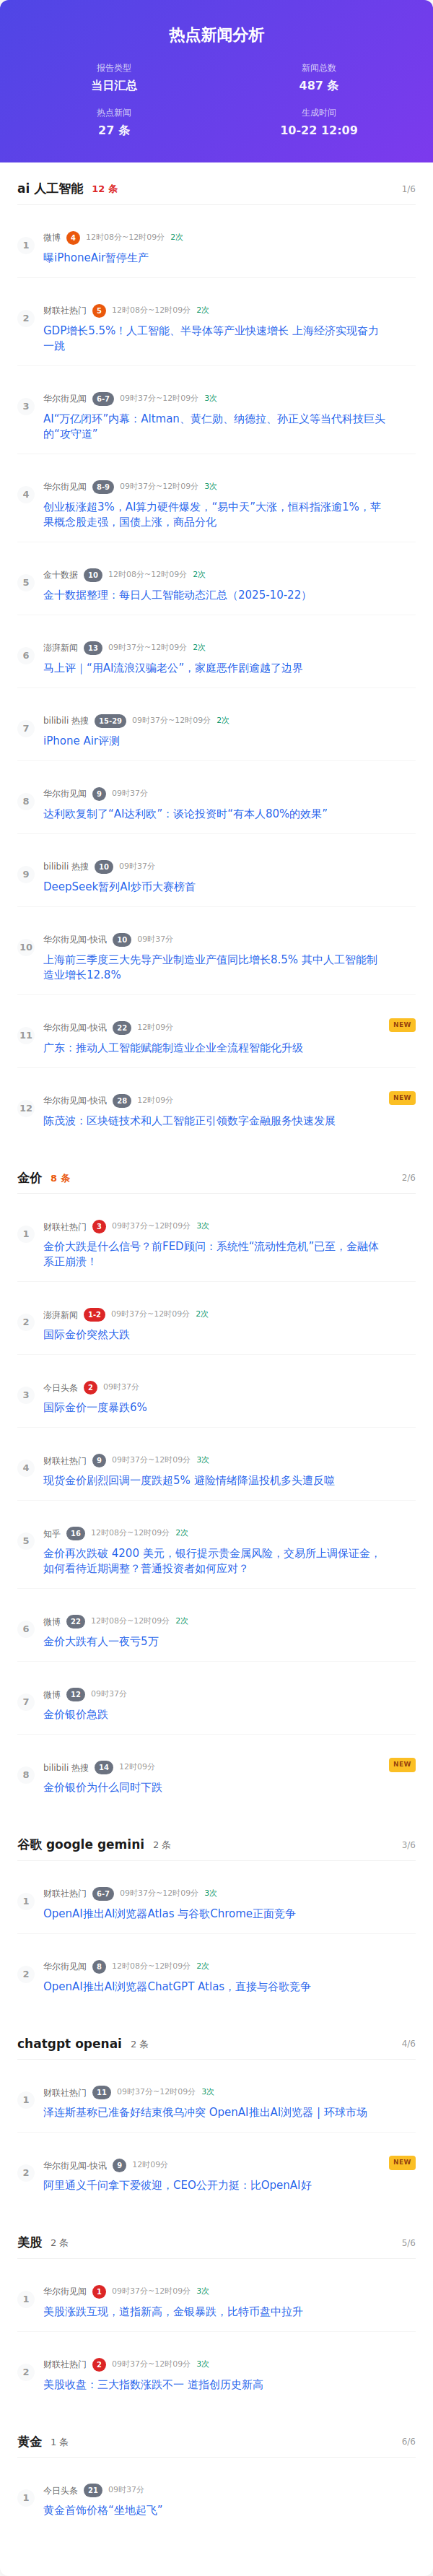 热点新闻分析
报告类型
当日汇总
新闻总数
487 条
热点新闻
27 条
生成时间
10-22 12:09
ai 人工智能 12 条 1/6
1 微博 4 12时08分~12时09分 2次
曝iPhoneAir暂停生产
2 财联社热门 5 12时08分~12时09分 2次
GDP增长5.5%！人工智能、半导体等产业快速增长 上海经济实现奋力
一跳
3 华尔街见闻 6-7 09时37分~12时09分 3次
AI“万亿闭环”内幕：Altman、黄仁勋、纳德拉、孙正义等当代科技巨头
的“攻守道”
4 华尔街见闻 8-9 09时37分~12时09分 3次
创业板涨超3%，AI算力硬件爆发，“易中天”大涨，恒科指涨逾1%，苹
果概念股走强，国债上涨，商品分化
5 金十数据 10 12时08分~12时09分 2次
金十数据整理：每日人工智能动态汇总（2025-10-22）
6 澎湃新闻 13 09时37分~12时09分 2次
马上评｜“用AI流浪汉骗老公”，家庭恶作剧逾越了边界
7 bilibili 热搜 15-29 09时37分~12时09分 2次
iPhone Air评测
8 华尔街见闻 9 09时37分
达利欧复制了“AI达利欧”：谈论投资时“有本人80%的效果”
9 bilibili 热搜 10 09时37分
DeepSeek暂列AI炒币大赛榜首
10 华尔街见闻-快讯 10 09时37分
上海前三季度三大先导产业制造业产值同比增长8.5% 其中人工智能制
造业增长12.8%
11 华尔街见闻-快讯 22 12时09分 NEW
广东：推动人工智能赋能制造业企业全流程智能化升级
12 华尔街见闻-快讯 28 12时09分 NEW
陈茂波：区块链技术和人工智能正引领数字金融服务快速发展
金价 8 条 2/6
1 财联社热门 3 09时37分~12时09分 3次
金价大跌是什么信号？前FED顾问：系统性“流动性危机”已至，金融体
系正崩溃！
2 澎湃新闻 1-2 09时37分~12时09分 2次
国际金价突然大跌
3 今日头条 2 09时37分
国际金价一度暴跌6%
4 财联社热门 9 09时37分~12时09分 3次
现货金价剧烈回调一度跌超5% 避险情绪降温投机多头遭反噬
5 知乎 16 12时08分~12时09分 2次
金价再次跌破 4200 美元，银行提示贵金属风险，交易所上调保证金，
如何看待近期调整？普通投资者如何应对？
6 微博 22 12时08分~12时09分 2次
金价大跌有人一夜亏5万
7 微博 12 09时37分
金价银价急跌
8 bilibili 热搜 14 12时09分 NEW
金价银价为什么同时下跌
谷歌 google gemini 2 条 3/6
1 财联社热门 6-7 09时37分~12时09分 3次
OpenAI推出AI浏览器Atlas 与谷歌Chrome正面竞争
2 华尔街见闻 8 12时08分~12时09分 2次
OpenAI推出AI浏览器ChatGPT Atlas，直接与谷歌竞争
chatgpt openai 2 条 4/6
1 财联社热门 11 09时37分~12时09分 3次
泽连斯基称已准备好结束俄乌冲突 OpenAI推出AI浏览器 | 环球市场
2 华尔街见闻-快讯 9 12时09分 NEW
阿里通义千问拿下爱彼迎，CEO公开力挺：比OpenAI好
美股 2 条 5/6
1 华尔街见闻 1 09时37分~12时09分 3次
美股涨跌互现，道指新高，金银暴跌，比特币盘中拉升
2 财联社热门 2 09时37分~12时09分 3次
美股收盘：三大指数涨跌不一 道指创历史新高
黄金 1 条 6/6
1 今日头条 21 09时37分
黄金首饰价格“坐地起飞”